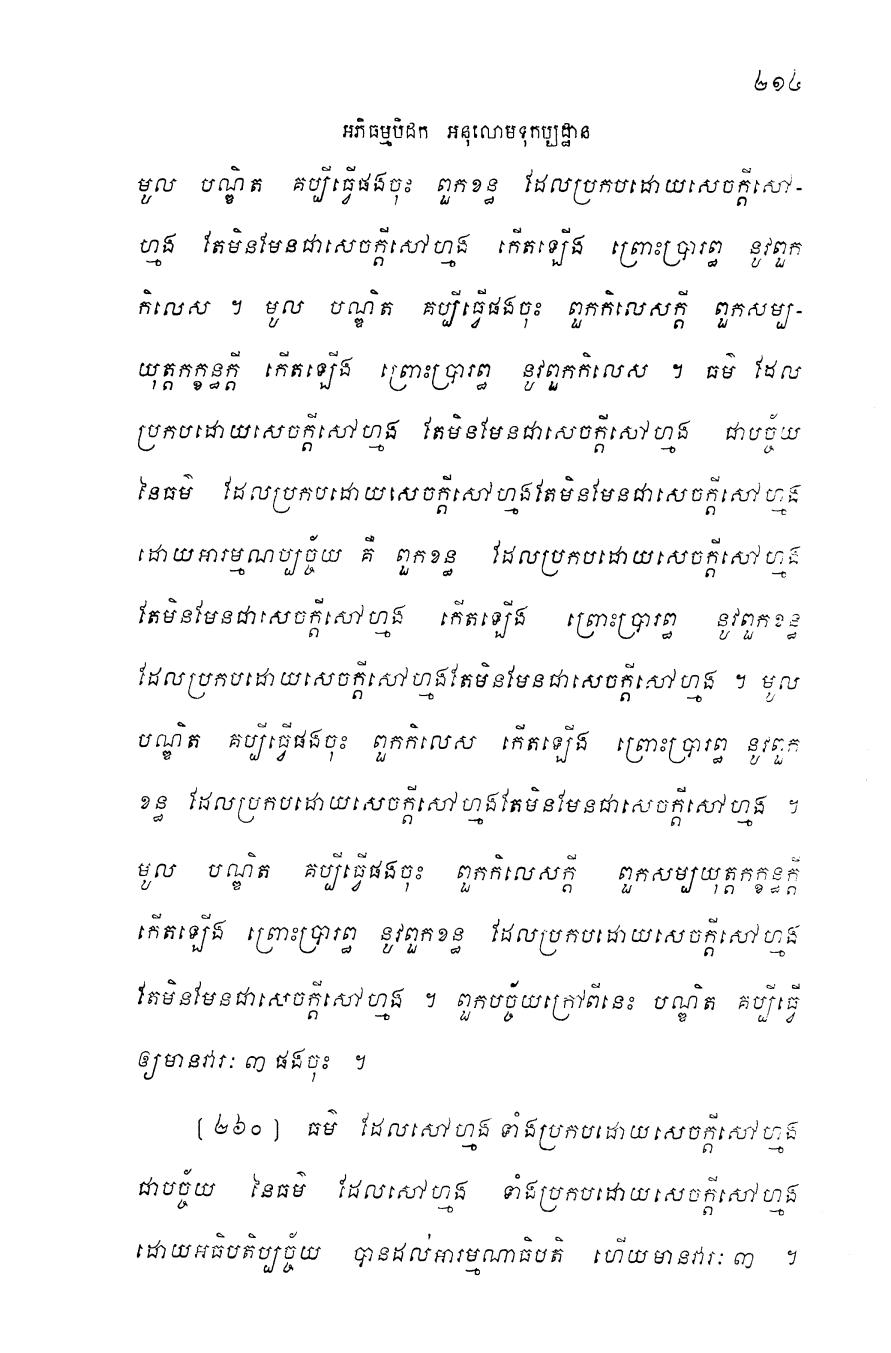 ២១៤
អភិធម្មបិដក អនុលោមទុកប្បដ្ឋាន
មូល បណ្ឌិត គប្បីធ្វើផងចុះ ពួកខន្ធ ដែលប្រកបដោយសេចក្តីសៅ-
ហ្មង តែមិនមែនជាសេចក្តីសៅហ្មង កើតឡើង ព្រោះប្រារព្ធ នូវពួក
កិលេស ។ មូល បណ្ឌិត គប្បីធ្វើផងចុះ ពួកកិលេសក្តី ពួកសម្ប-
យុត្តកក្ខន្ធក្តី កើតឡើង ព្រោះប្រារព្ធ នូវពួកកិលេស ។ ធម៌ ដែល
ប្រកបដោយសេចក្តីសៅហ្មង តែមិនមែនជាសេចក្តីសៅហ្មង ជាបច្ច័យ
នៃធម៌ ដែលប្រកបដោយសេចក្តីសៅហ្មងតែមិនមែនជាសេចក្តីសៅហ្មង
ដោយអារម្មណប្បច្ច័យ គឺ ពួកខន្ធ ដែលប្រកបដោយសេចក្តីសៅហ្មង
តែមិនមែនជាសេចក្តីសៅហ្មង កើតឡើង ព្រោះប្រារព្ធ នូវពួកខន្ធ
ដែលប្រកបដោយសេចក្តីសៅហ្មងតែមិនមែនជាសេចក្តីសៅហ្មង ។ មូល
បណ្ឌិត គប្បីធ្វើផងចុះ ពួកកិលេស កើតឡើង ព្រោះប្រារព្ធ នូវពួក
ខន្ធ ដែលប្រកបដោយសេចក្តីសៅហ្មងតែមិនមែនជាសេចក្តីសៅហ្មង ។
មូល បណ្ឌិត គប្បីធ្វើផងចុះ ពួកកិលេសក្តី ពួកសម្បយុត្តកក្ខន្ធក្តី
កើតឡើង ព្រោះប្រារព្ធ នូវពួកខន្ធ ដែលប្រកបដោយសេចក្តីសៅហ្មង
តែមិនមែនជាសេចក្តីសៅហ្មង ។ ពួកបច្ច័យក្រៅពីនេះ បណ្ឌិត គប្បីធ្វើ
ឲ្យមានវារៈ ៣ ផងចុះ ។
[ ២៦០ ] ធម៌ ដែលសៅហ្មង ទាំងប្រកបដោយសេចក្តីសៅហ្មង
ជាបច្ច័យ នៃធម៌ ដែលសៅហ្មង ទាំងប្រកបដោយសេចក្តីសៅហ្មង
ដោយអធិបតិប្បច្ច័យ បានដល់អារម្មណាធិបតិ ហើយមានវារៈ ៣ ។